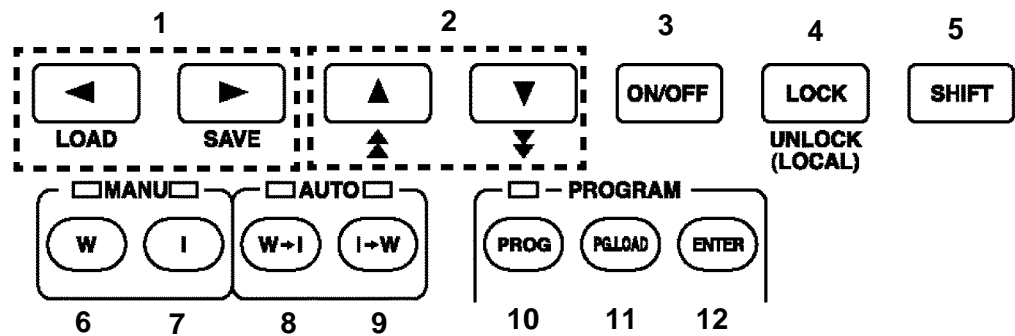 1 2 3 4 5
ON/OFF LOCK SHIFT
LOAD SAVE UNLOCK
(LOCAL)
MANU AUTO PROGRAM
W I W→I I→W PROG PG.LOAD ENTER
6 7 8 9 10 11 12